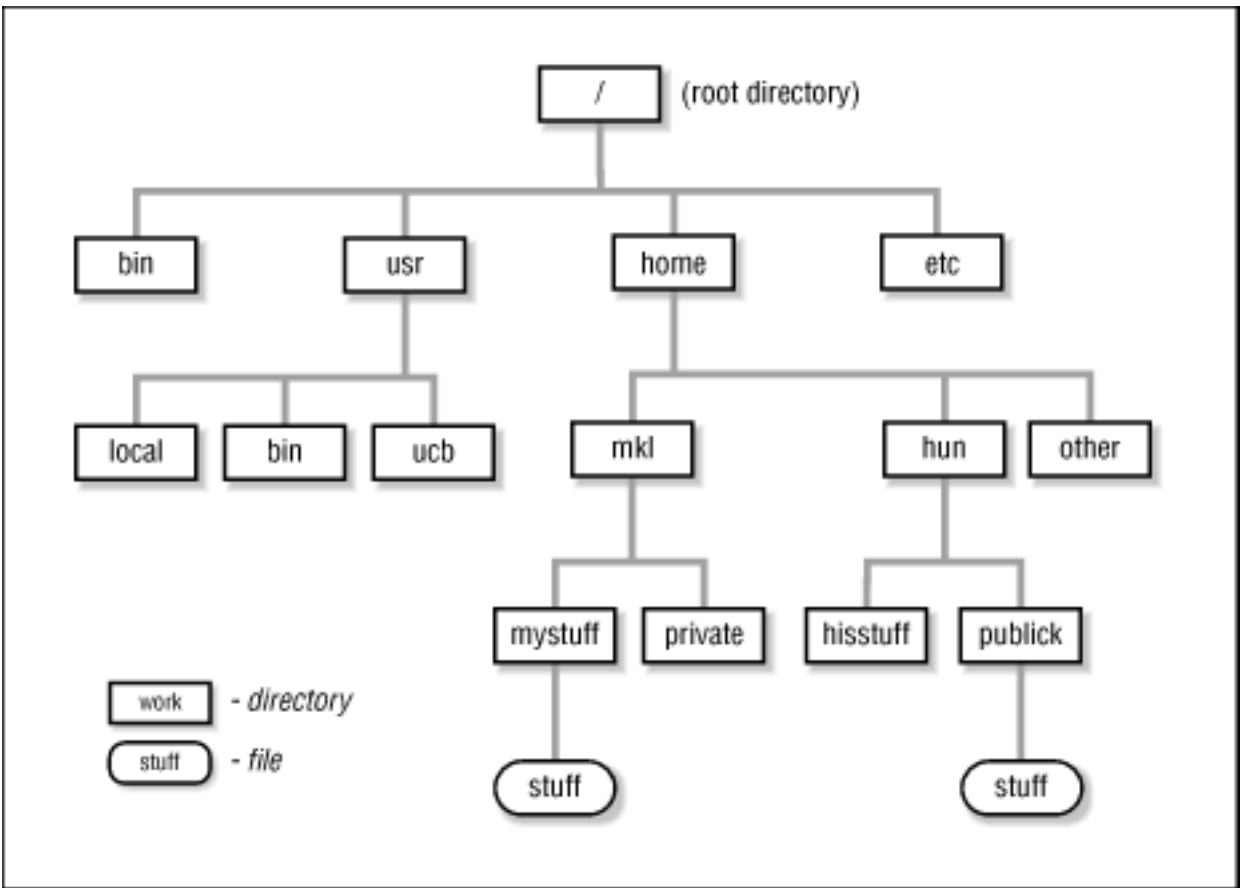 / (root directory)
bin usr home etc
local bin ucb mkl hun other
mystuff private hisstuff publick
work - directory
stuff - file
stuff stuff